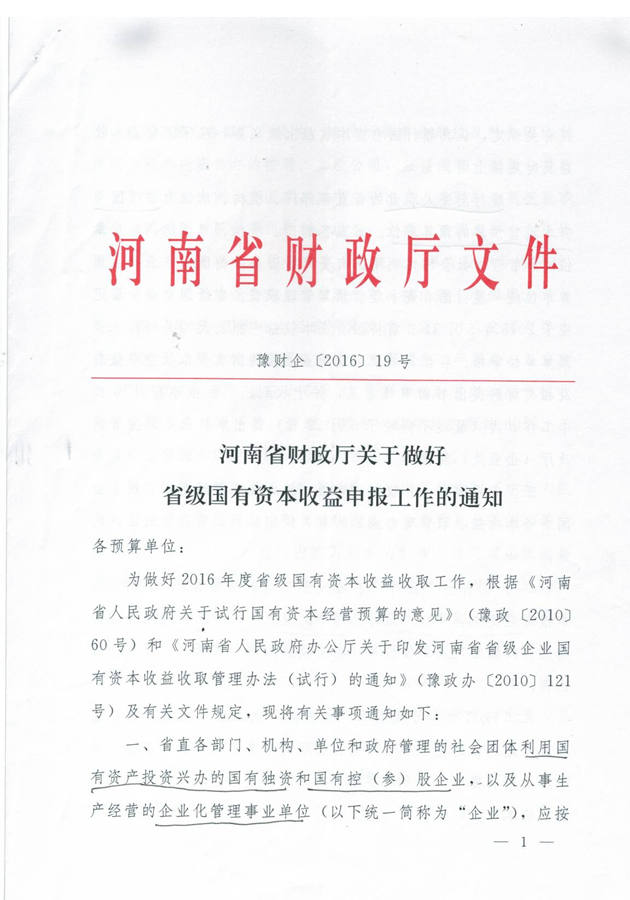 河南省财政厅文件
豫财企〔2016〕19号
河南省财政厅关于做好
省级国有资本收益申报工作的通知
各预算单位：
为做好2016年度省级国有资本收益收取工作，根据《河南
省人民政府关于试行国有资本经营预算的意见》（豫政〔2010〕
60号）和《河南省人民政府办公厅关于印发河南省省级企业国
有资本收益收取管理办法（试行）的通知》（豫政办〔2010〕121
号）及有关文件规定，现将有关事项通知如下：
一、省直各部门、机构、单位和政府管理的社会团体利用国
有资产投资兴办的国有独资和国有控（参）股企业，以及从事生
产经营的企业化管理事业单位（以下统一简称为“企业”），应按
— 1 —